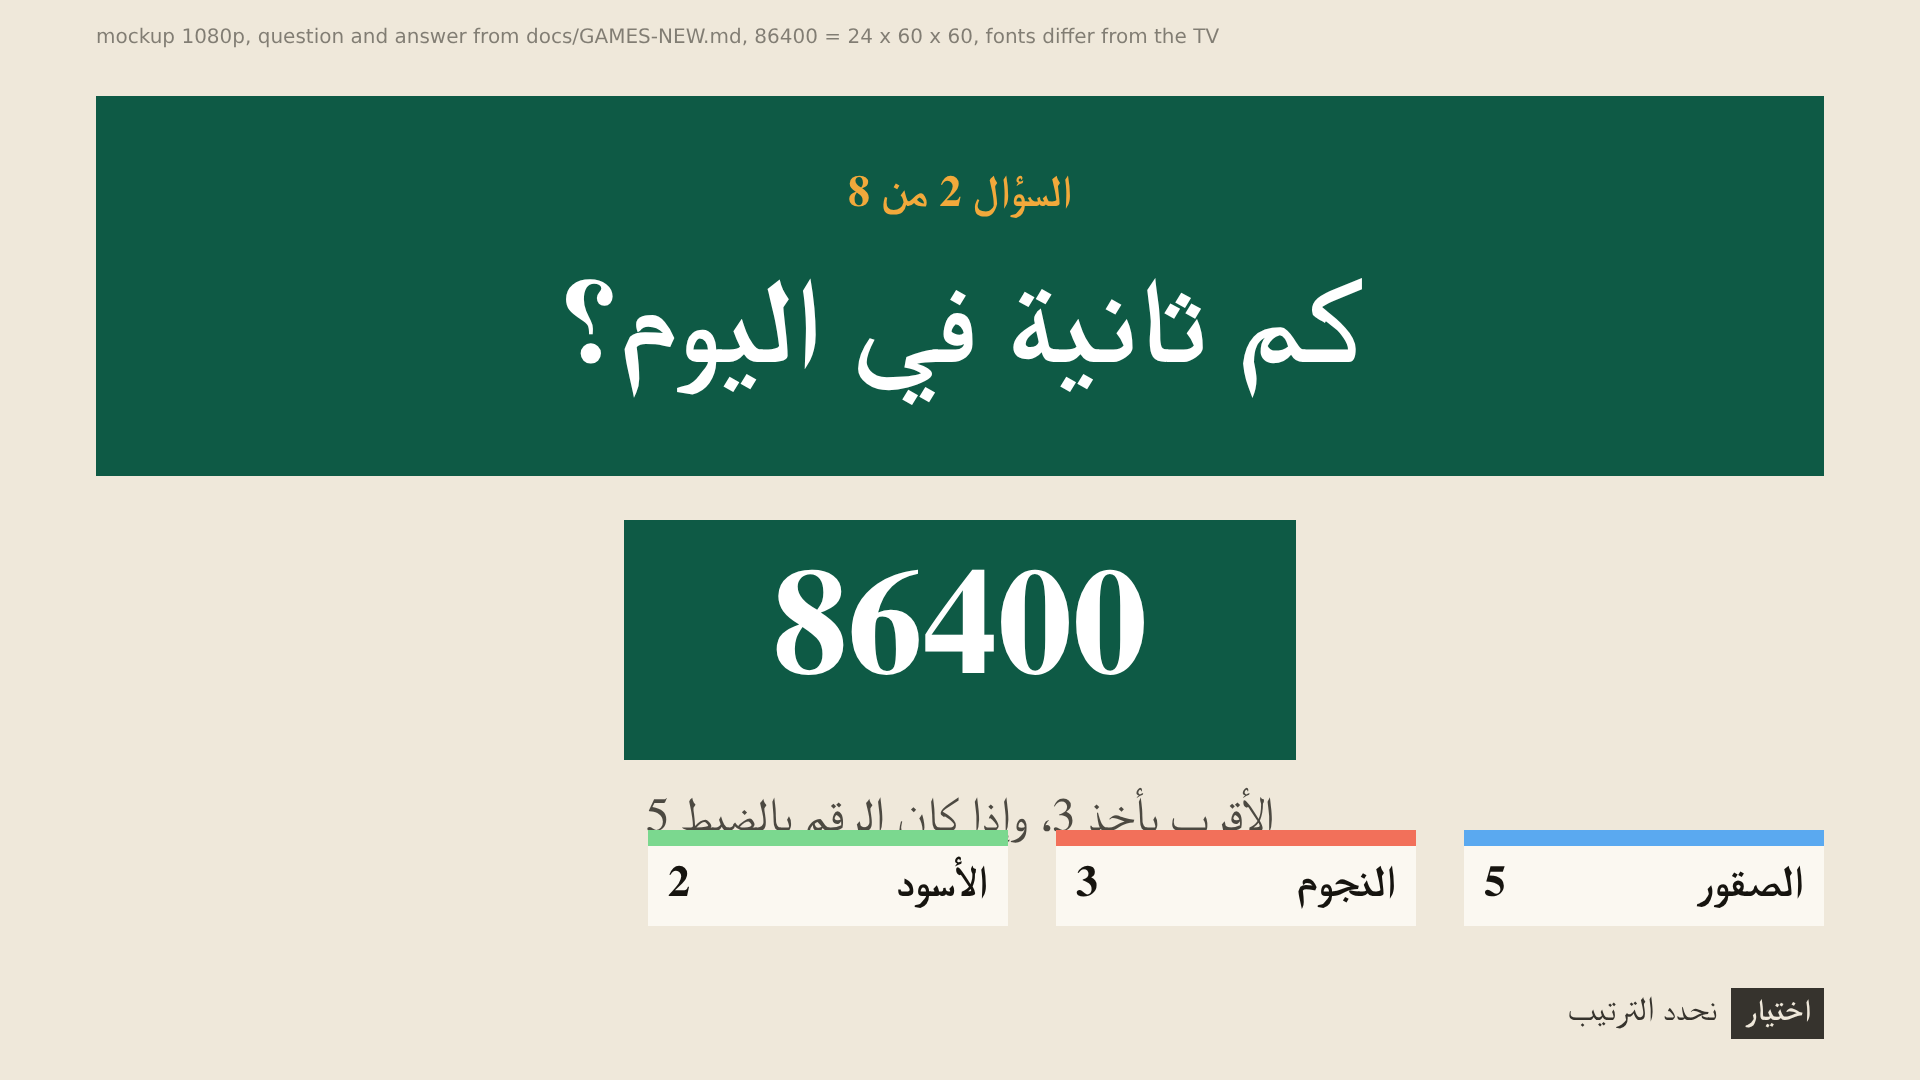 mockup 1080p, question and answer from docs/GAMES-NEW.md, 86400 = 24 x 60 x 60, fonts differ from the TV
السؤال 2 من 8
كم ثانية في اليوم؟
86400
الأقرب يأخذ 3، وإذا كان الرقم بالضبط 5
الصقور 5
النجوم 3
الأسود 2
اختيار نحدد الترتيب